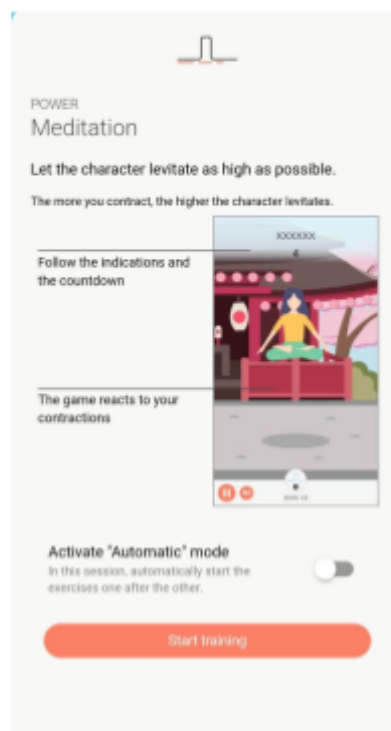 POWER
Meditation
Let the character levitate as high as possible.
The more you contract, the higher the character levitates.
XXXXXXX
4
Follow the indications and
the countdown
The game reacts to your
contractions
Activate "Automatic" mode
In this session, automatically start the
exercises one after the other.
Start training